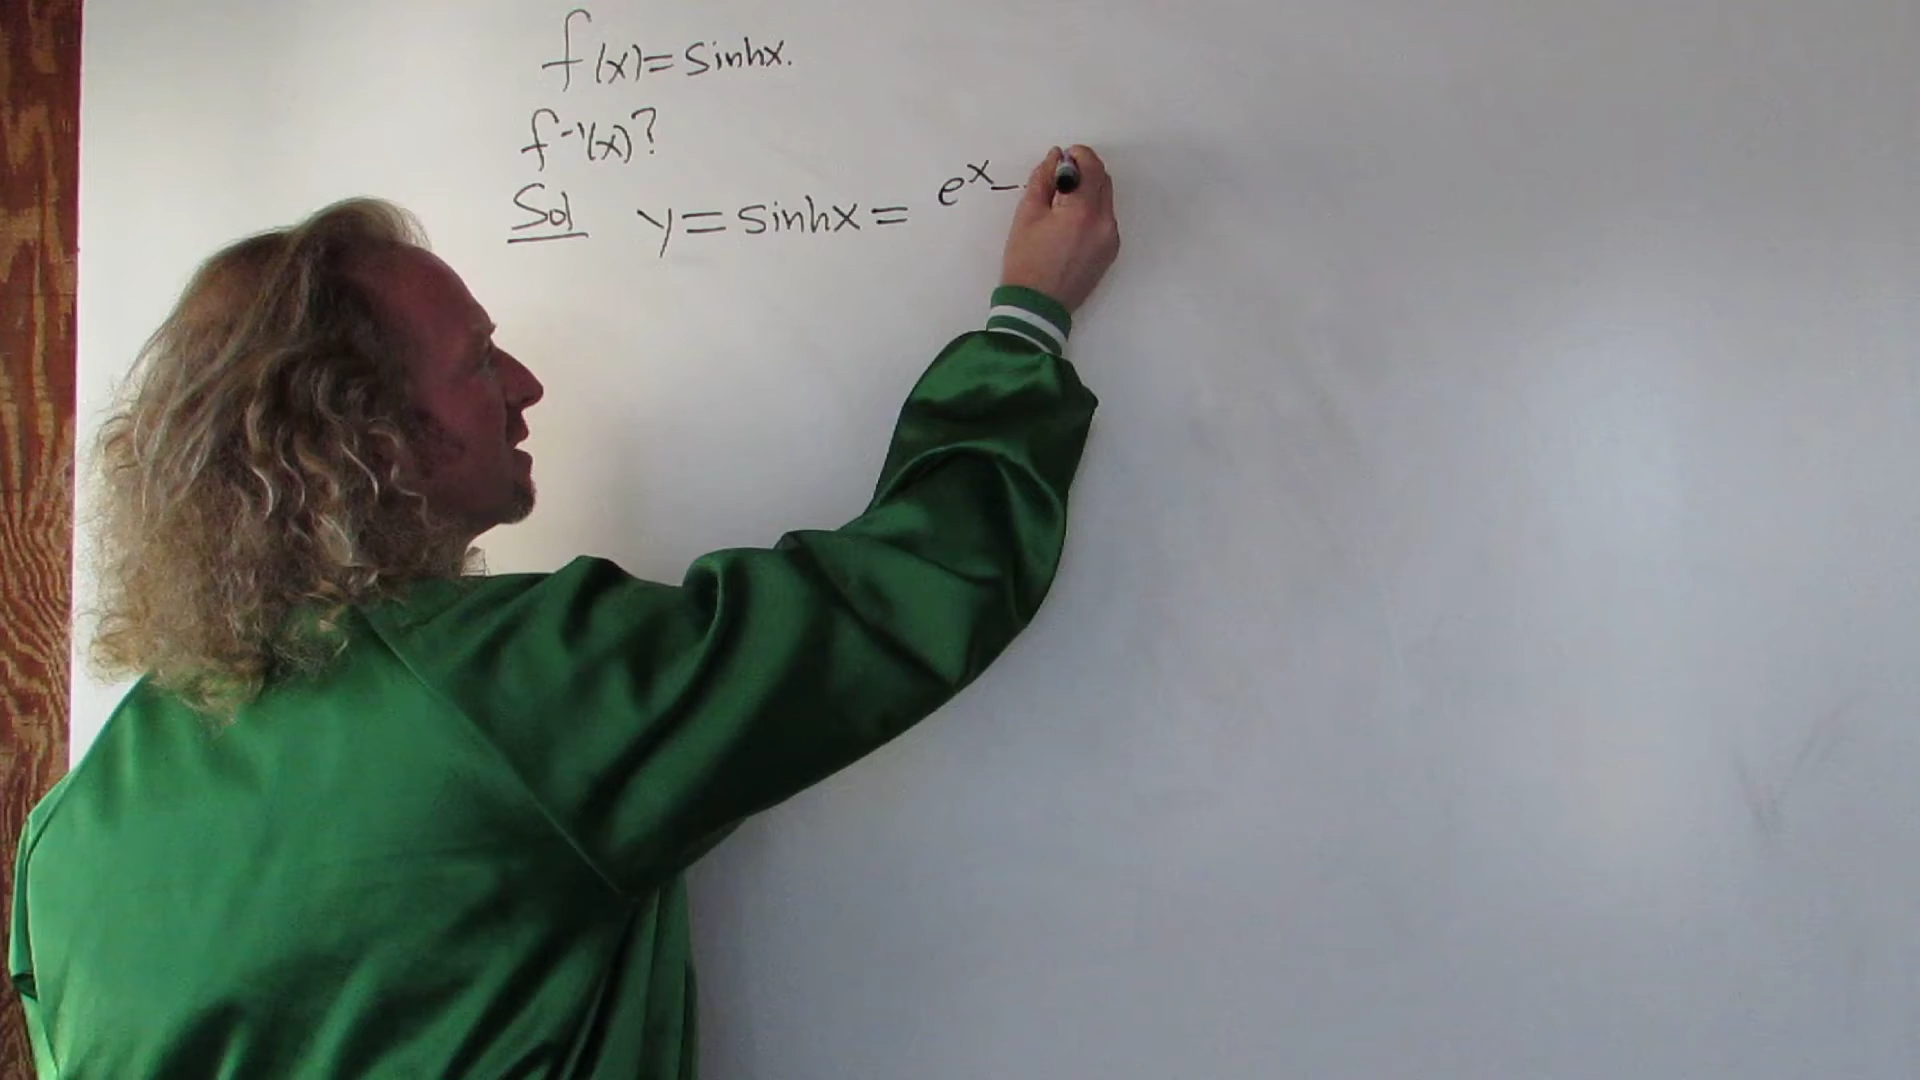 f(x)=sinhx.
f⁻¹(x)?
Sol y=sinhx= eˣ-